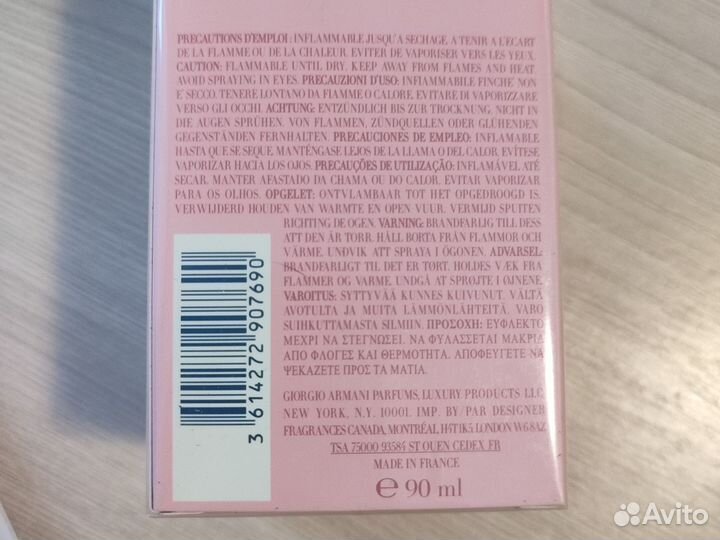 PRECAUTIONS D'EMPLOI : INFLAMMABLE JUSQU'A SECHAGE. A TENIR A L'ECART
DE LA FLAMME OU DE LA CHALEUR. EVITER DE VAPORISER VERS LES YEUX.
CAUTION: FLAMMABLE UNTIL DRY. KEEP AWAY FROM FLAMES AND HEAT.
AVOID SPRAYING IN EYES. PRECAUZIONI D'USO: INFIAMMABILE FINCHE' NON
E' SECCO. TENERE LONTANO DA FIAMME O CALORE. EVITARE DI VAPORIZZARE
VERSO GLI OCCHI. ACHTUNG: ENTZÜNDLICH BIS ZUR TROCKNUNG. NICHT IN
DIE AUGEN SPRÜHEN. VON FLAMMEN, ZÜNDQUELLEN ODER GLÜHENDEN
GEGENSTÄNDEN FERNHALTEN. PRECAUCIONES DE EMPLEO: INFLAMABLE
HASTA QUE SE SEQUE. MANTÉNGASE LEJOS DE LA LLAMA O DEL CALOR. EVÍTESE
VAPORIZAR HACIA LOS OJOS. PRECAUÇÕES DE UTILIZAÇÃO: INFLAMÁVEL ATÉ
SECAR. MANTER AFASTADO DA CHAMA OU DO CALOR. EVITAR VAPORIZAR
PARA OS OLHOS. OPGELET: ONTVLAMBAAR TOT HET OPGEDROOGD IS.
VERWIJDERD HOUDEN VAN WARMTE EN OPEN VUUR. VERMIJD SPUITEN
RICHTING DE OGEN. VARNING: BRANDFARLIG TILL DESS
ATT DEN ÄR TORR. HÅLL BORTA FRÅN FLAMMOR OCH
VÄRME. UNDVIK ATT SPRAYA I ÖGONEN. ADVARSEL:
BRANDFARLIGT TIL DET ER TØRT. HOLDES VÆK FRA
FLAMMER OG VARME. UNDGÅ AT SPRØJTE I ØJNENE.
VAROITUS: SYTTYVÄÄ KUNNES KUIVUNUT. VÄLTÄ
AVOTULTA JA MUITA LÄMMÖNLÄHTEITÄ. VARO
SUIHKUTTAMASTA SILMIIN. ΠΡΟΣΟΧΗ: ΕΥΦΛΕΚΤΟ
ΜΕΧΡΙ ΝΑ ΣΤΕΓΝΩΣΕΙ. ΝΑ ΦΥΛΑΣΣΕΤΑΙ ΜΑΚΡΙΑ
ΑΠΟ ΦΛΟΓΕΣ ΚΑΙ ΘΕΡΜΟΤΗΤΑ. ΑΠΟΦΕΥΓΕΤΕ ΝΑ
ΨΕΚΑΖΕΤΕ ΠΡΟΣ ΤΑ ΜΑΤΙΑ.
GIORGIO ARMANI PARFUMS, LUXURY PRODUCTS LLC,
NEW YORK, N.Y. 10001. IMP. BY/PAR DESIGNER
FRAGRANCES CANADA, MONTRÉAL, H4T 1K5. LONDON W6 8AZ
TSA 75000-93584 ST OUEN CEDEX FR
MADE IN FRANCE
e 90 ml
3 614272 907690
Avito